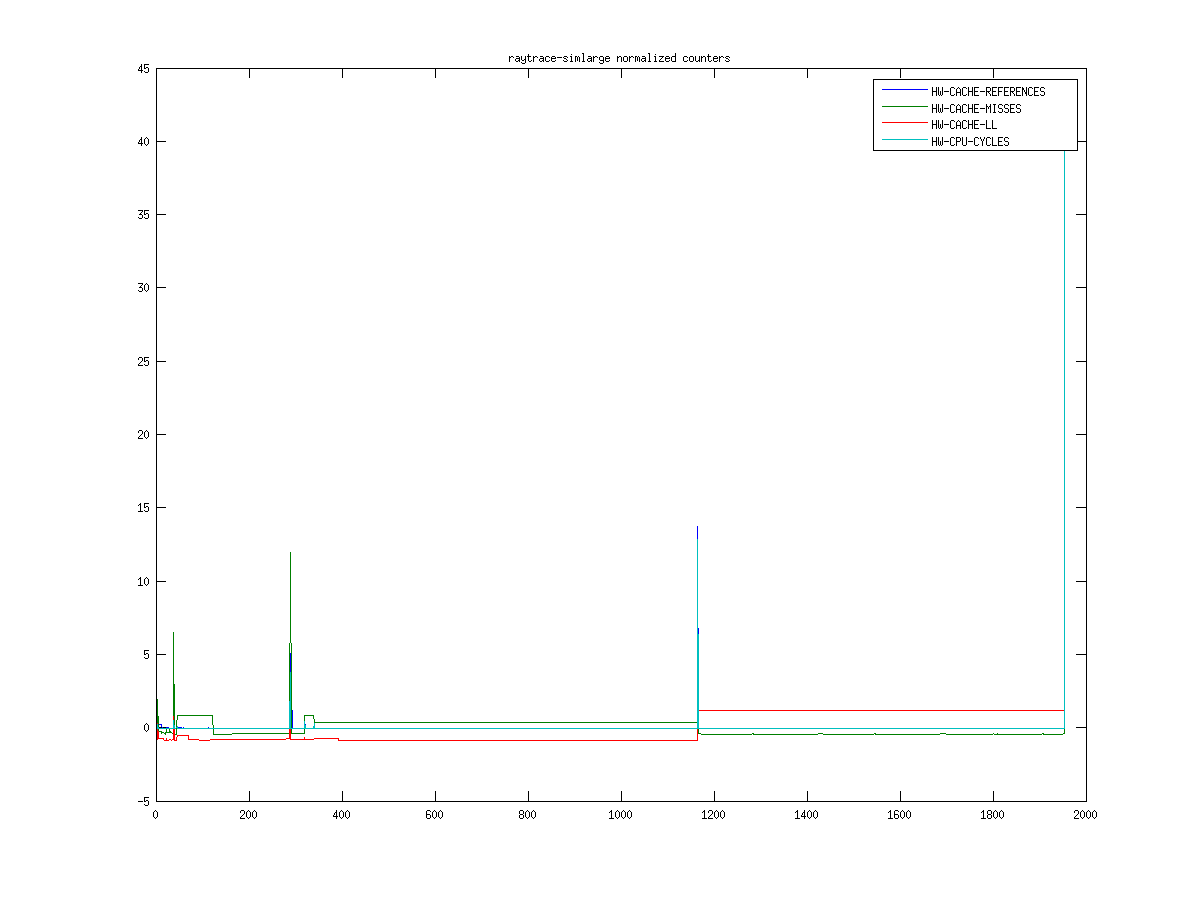 raytrace-simlarge normalized counters
45
40
35
30
25
20
15
10
5
0
-5
HW-CACHE-REFERENCES
HW-CACHE-MISSES
HW-CACHE-LL
HW-CPU-CYCLES
0 200 400 600 800 1000 1200 1400 1600 1800 2000